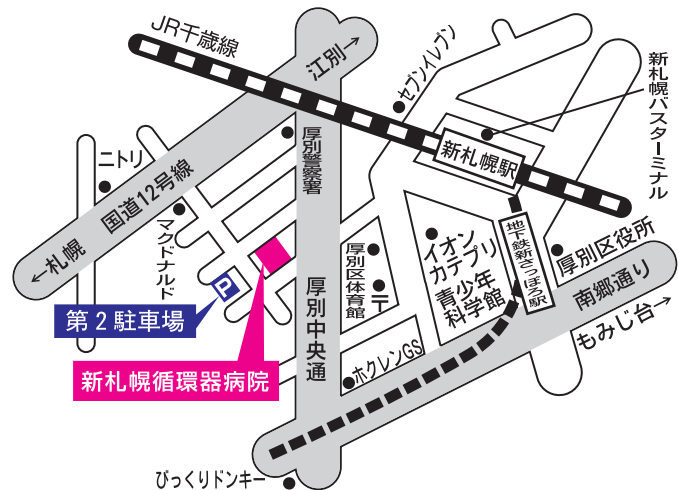 JR千歳線
江別→
セブンイレブン
新札幌バスターミナル
ニトリ
国道12号線
厚別警察署
新札幌駅
マクドナルド
←札幌
P
第2駐車場
新札幌循環器病院
厚別中央通
厚別区体育館
〒
イオン
カテプリ
青少年
科学館
地下鉄新さっぽろ駅
厚別区役所
南郷通り
もみじ台→
ホクレンGS
びっくりドンキー